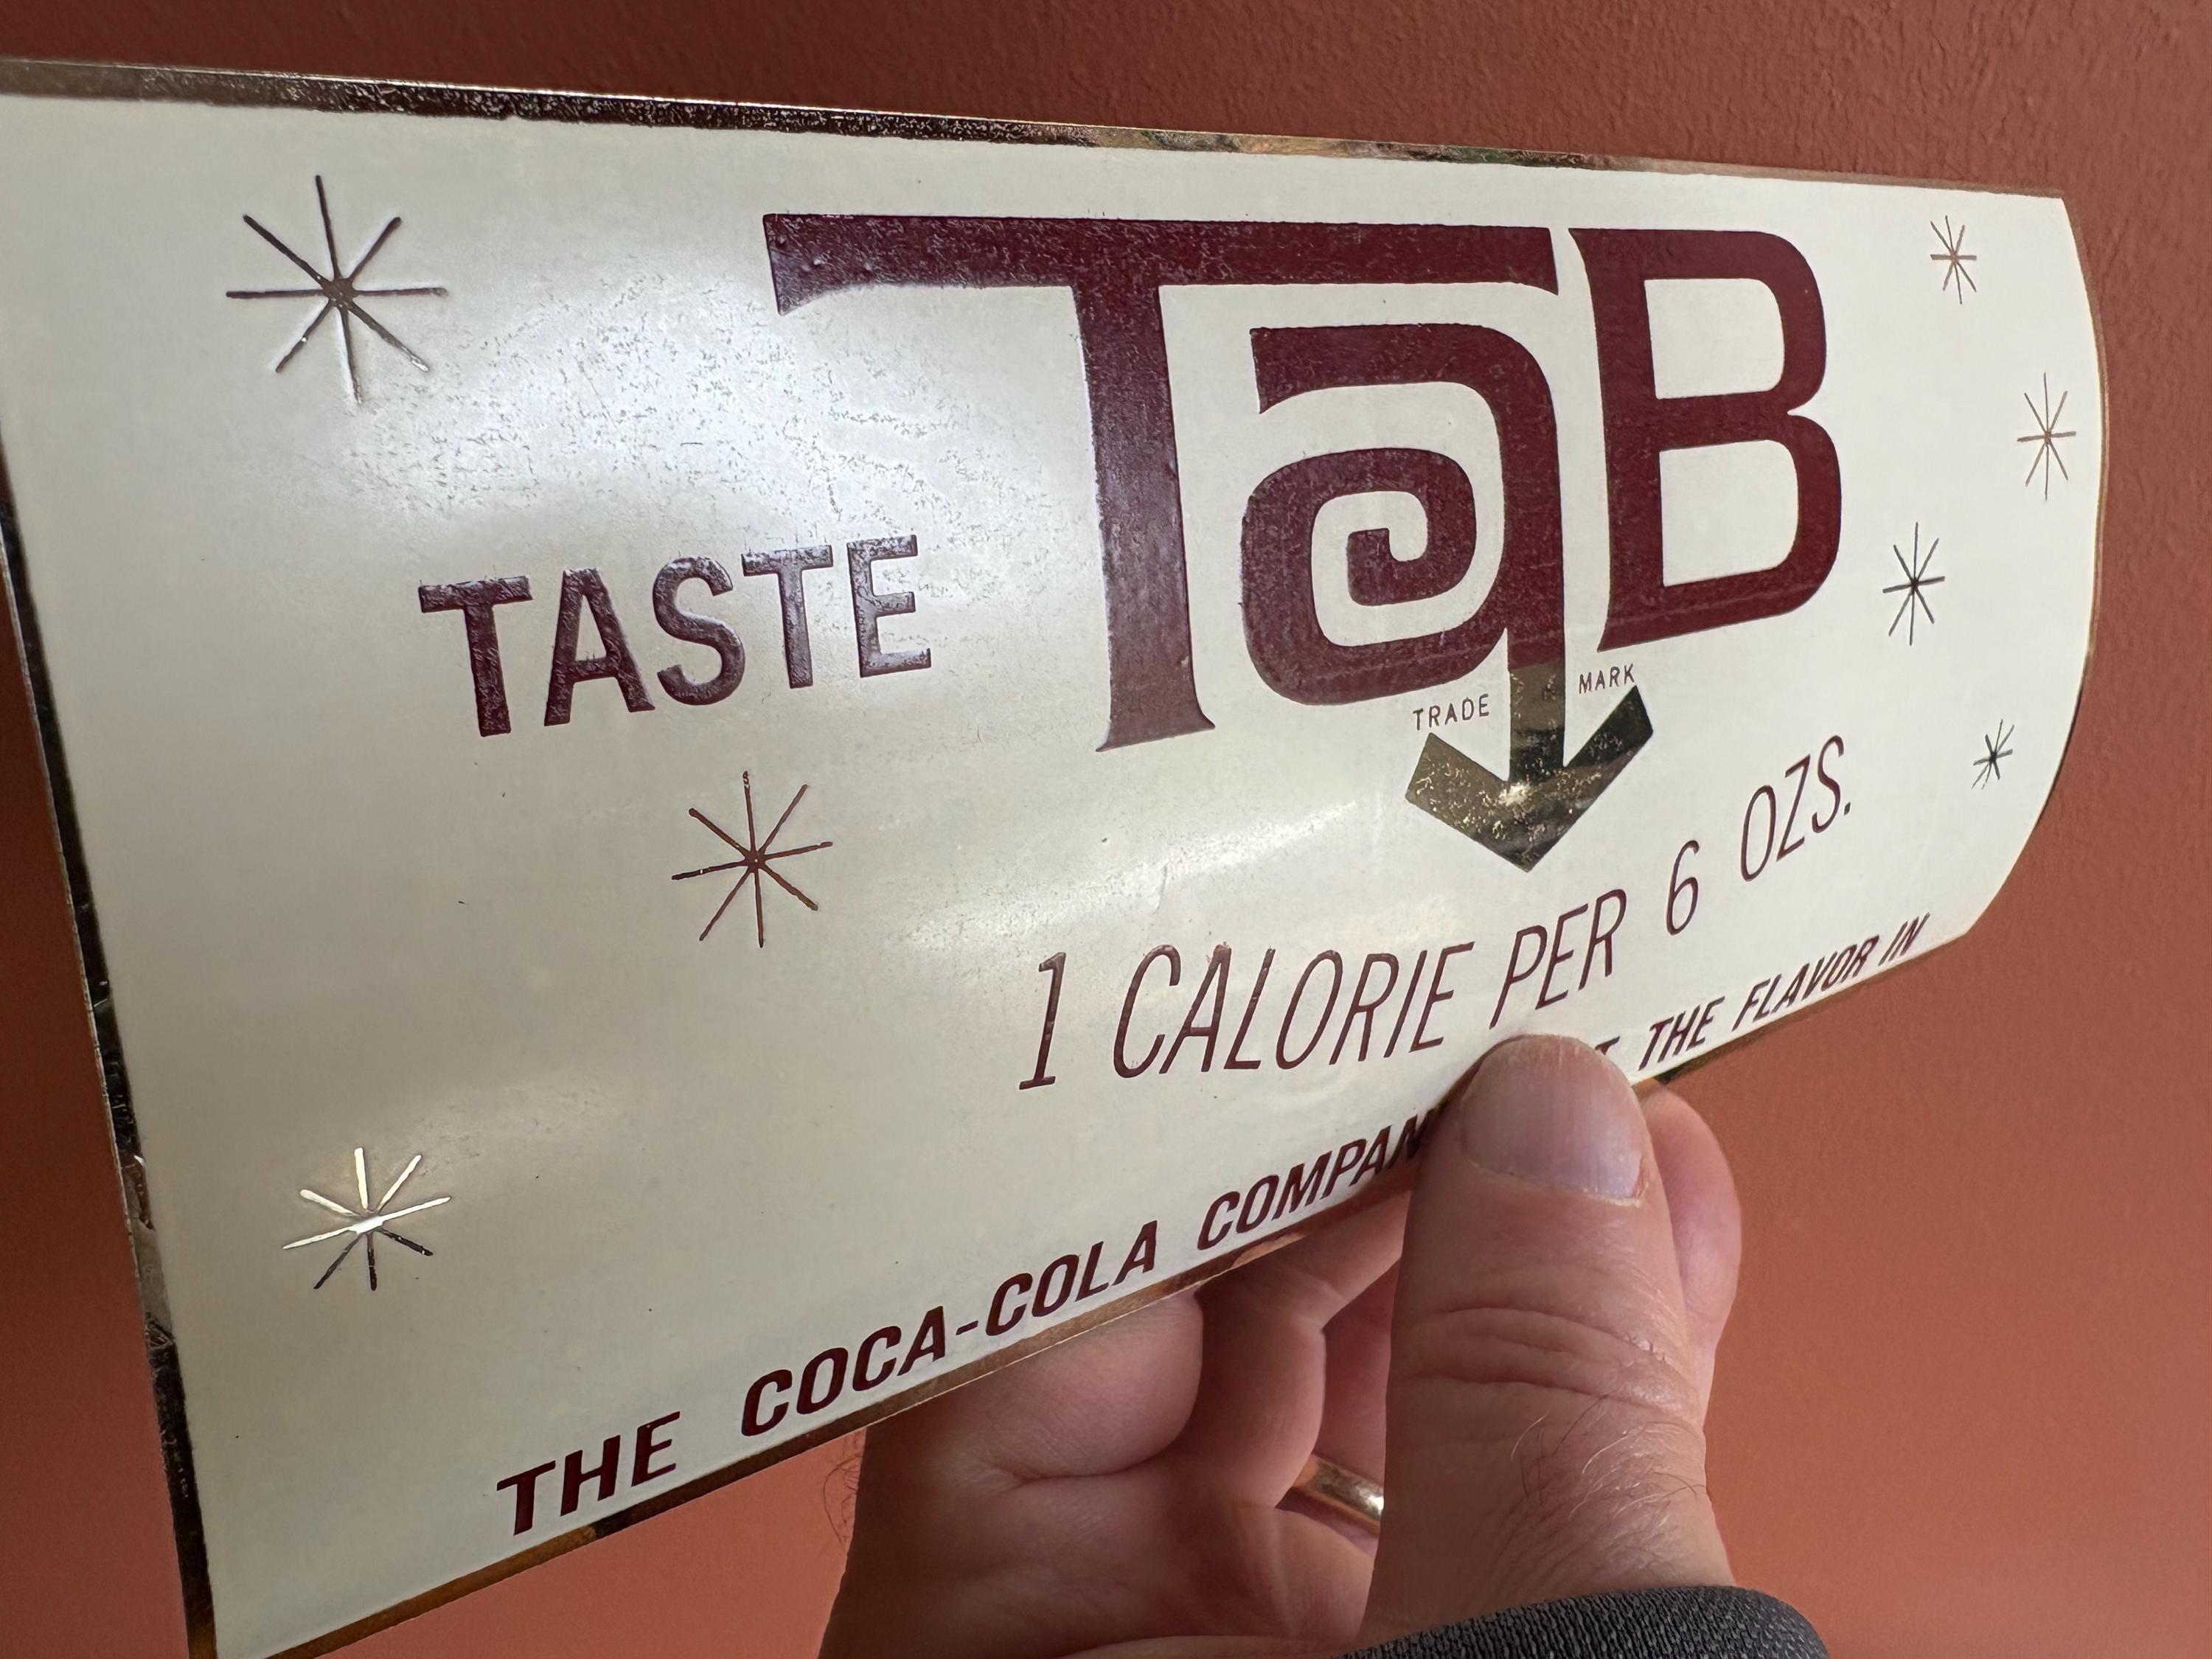 TaB
TASTE
TRADE MARK
1 CALORIE PER 6 OZS.
THE COCA-COLA THE FLAVOR IN